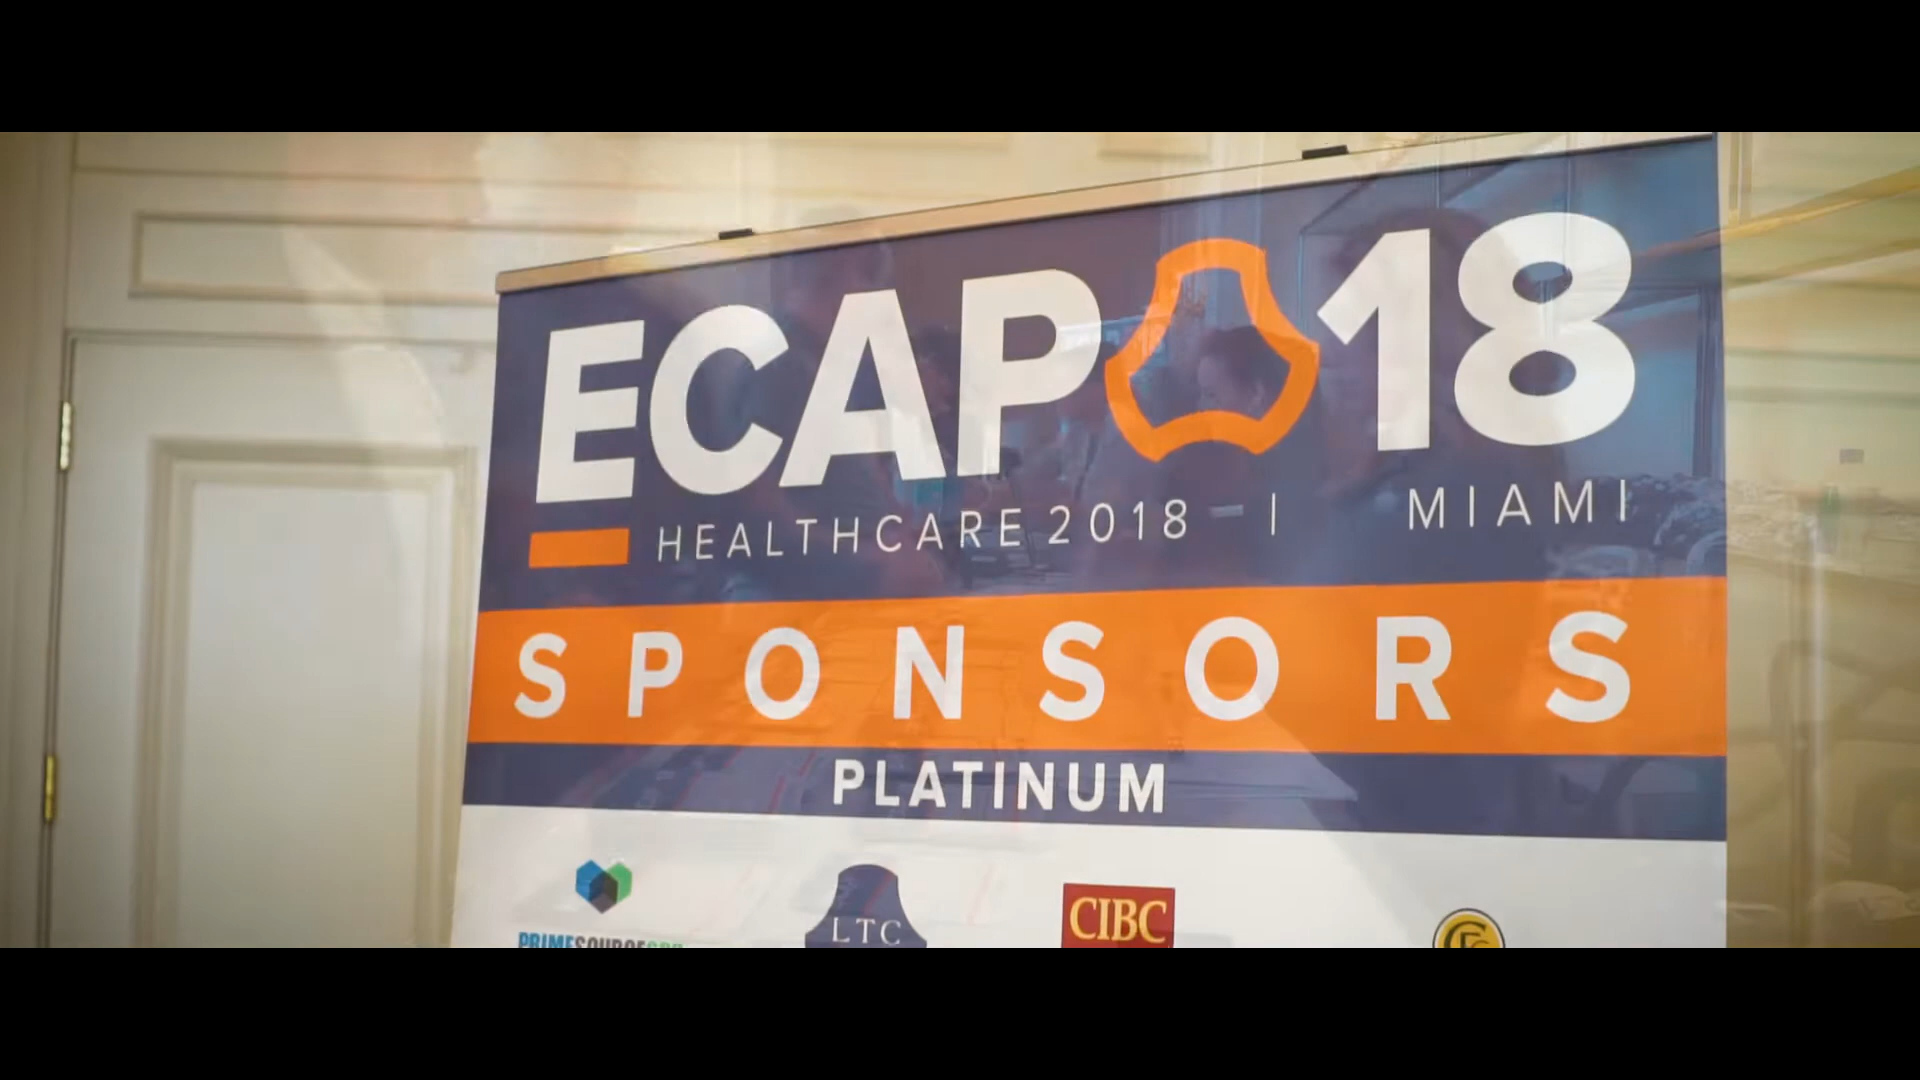 ECAP 18
HEALTHCARE 2018 | MIAMI
SPONSORS
PLATINUM
LTC
CIBC